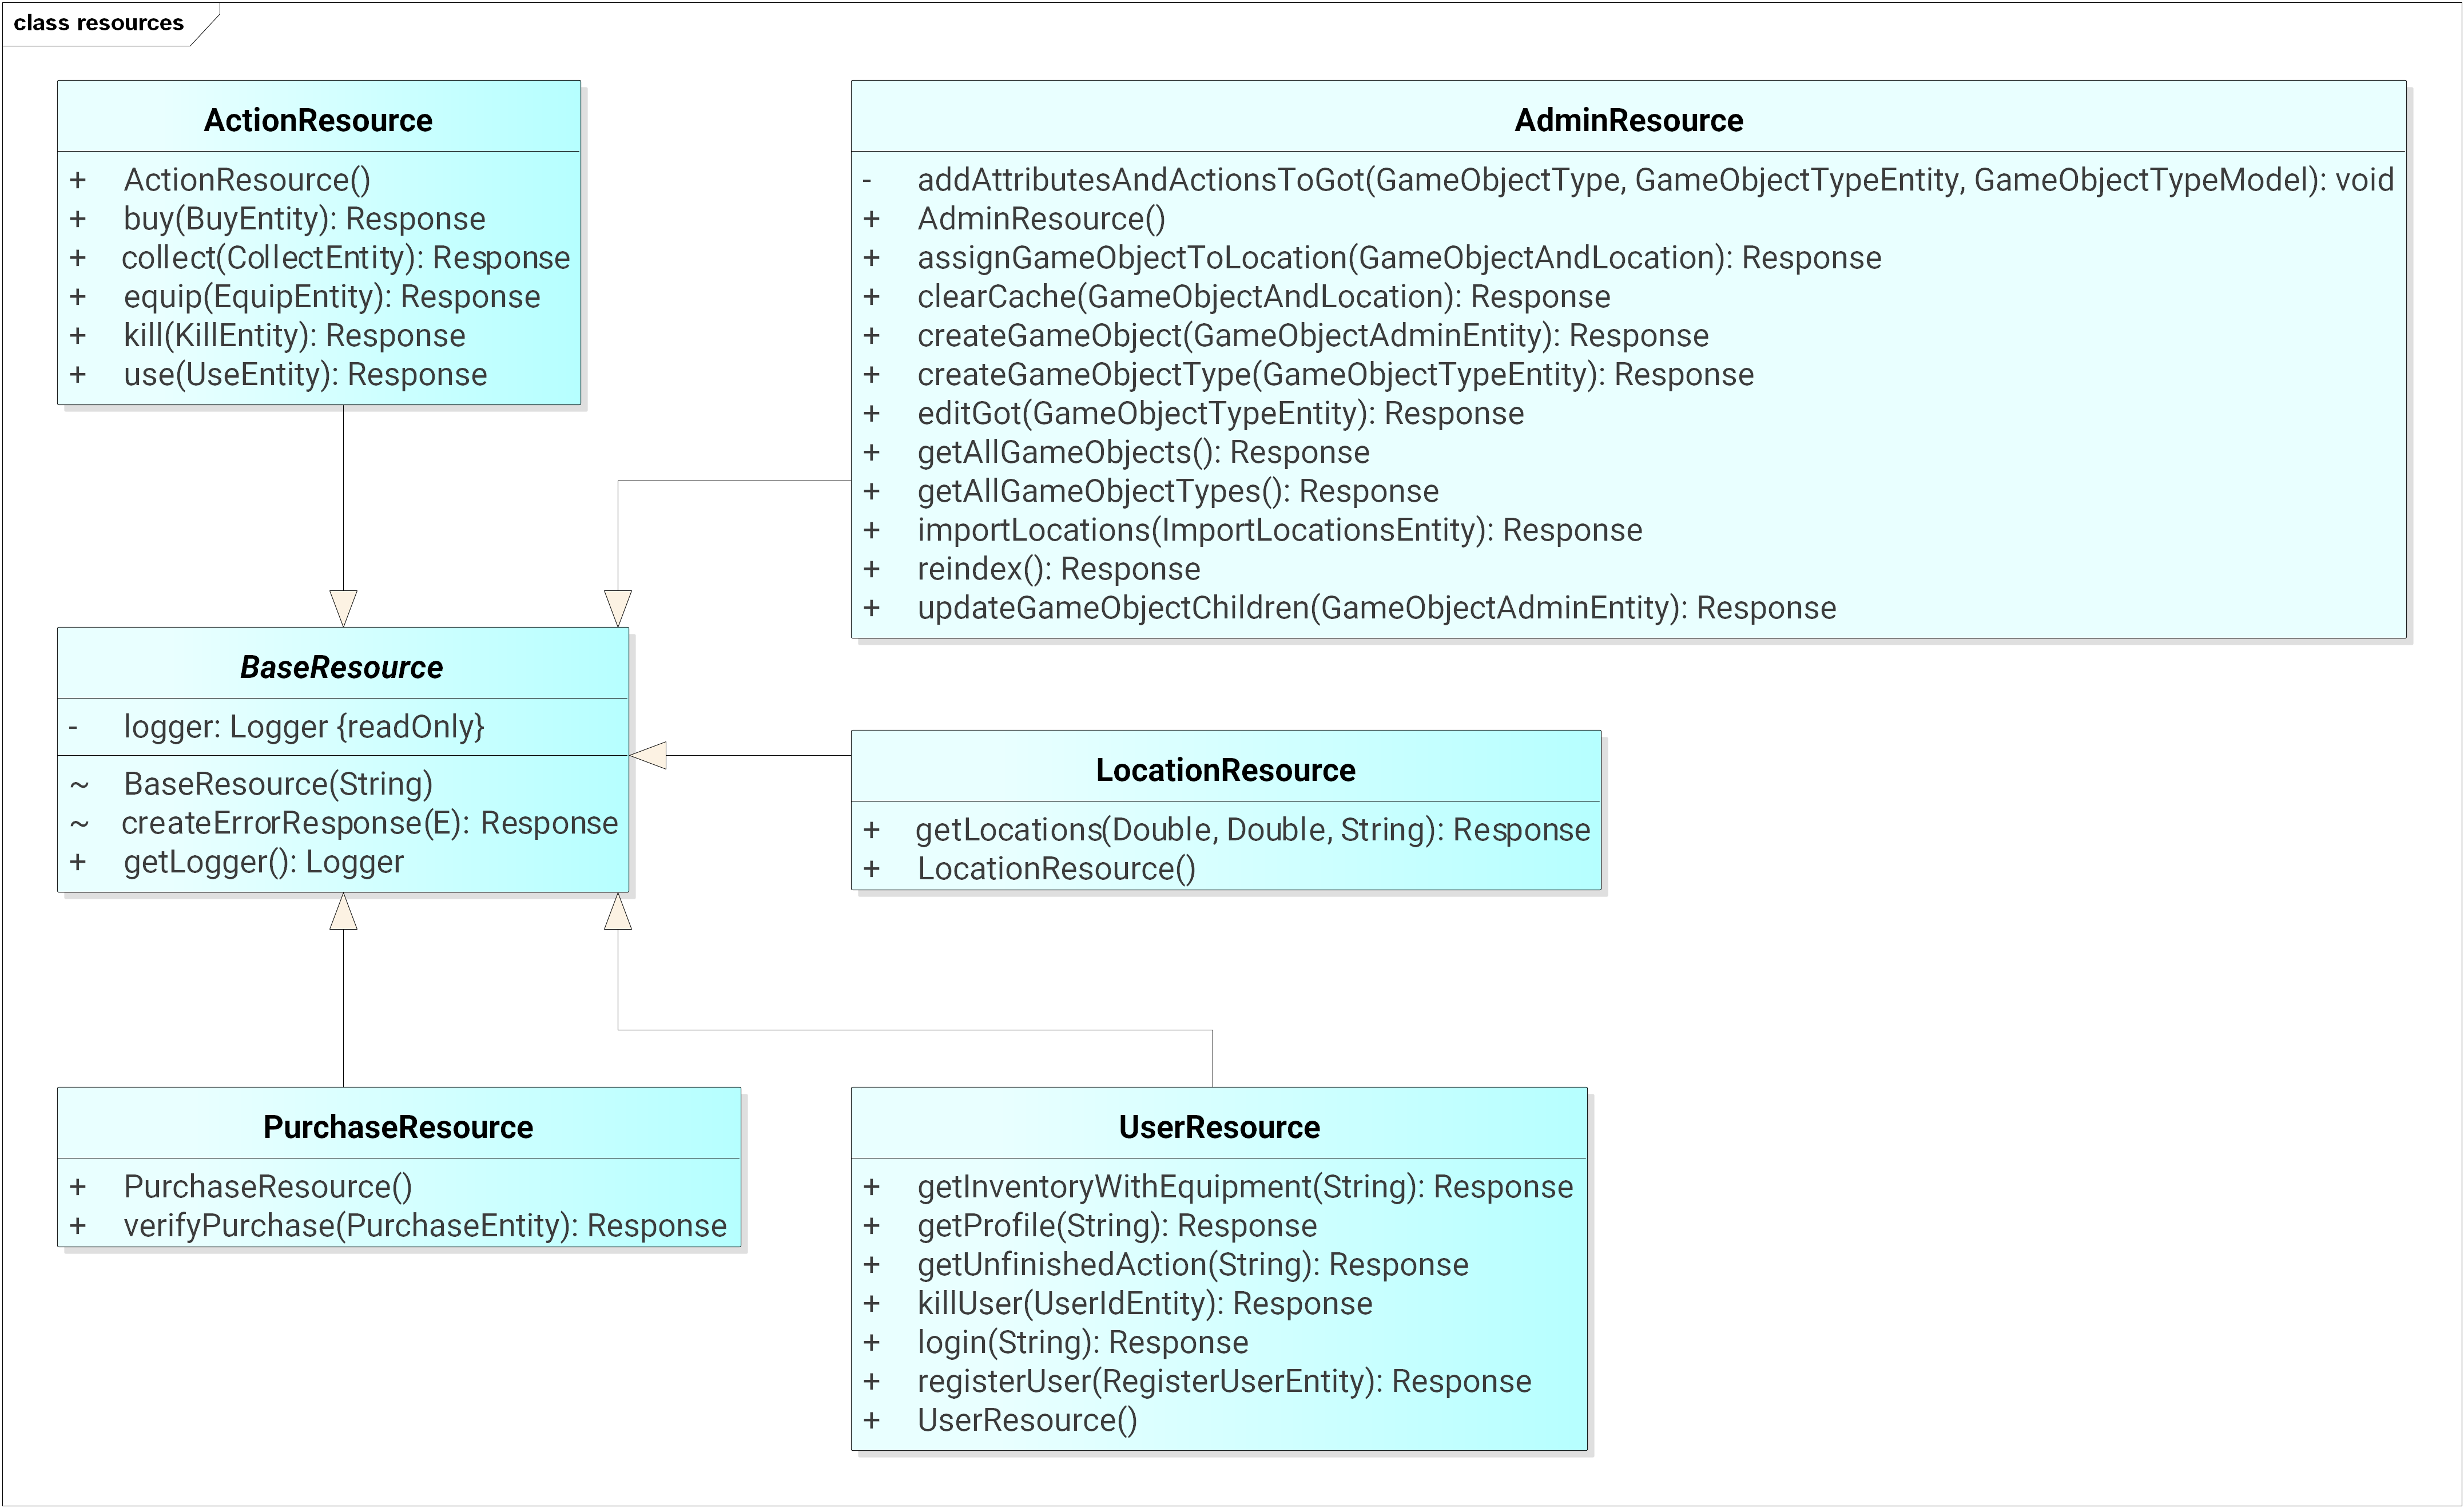 class resources
ActionResource
+ ActionResource()
+ buy(BuyEntity): Response
+ collect(CollectEntity): Response
+ equip(EquipEntity): Response
+ kill(KillEntity): Response
+ use(UseEntity): Response
AdminResource
- addAttributesAndActionsToGot(GameObjectType, GameObjectTypeEntity, GameObjectTypeModel): void
+ AdminResource()
+ assignGameObjectToLocation(GameObjectAndLocation): Response
+ clearCache(GameObjectAndLocation): Response
+ createGameObject(GameObjectAdminEntity): Response
+ createGameObjectType(GameObjectTypeEntity): Response
+ editGot(GameObjectTypeEntity): Response
+ getAllGameObjects(): Response
+ getAllGameObjectTypes(): Response
+ importLocations(ImportLocationsEntity): Response
+ reindex(): Response
+ updateGameObjectChildren(GameObjectAdminEntity): Response
BaseResource
- logger: Logger {readOnly}
~ BaseResource(String)
~ createErrorResponse(E): Response
+ getLogger(): Logger
LocationResource
+ getLocations(Double, Double, String): Response
+ LocationResource()
PurchaseResource
+ PurchaseResource()
+ verifyPurchase(PurchaseEntity): Response
UserResource
+ getInventoryWithEquipment(String): Response
+ getProfile(String): Response
+ getUnfinishedAction(String): Response
+ killUser(UserIdEntity): Response
+ login(String): Response
+ registerUser(RegisterUserEntity): Response
+ UserResource()